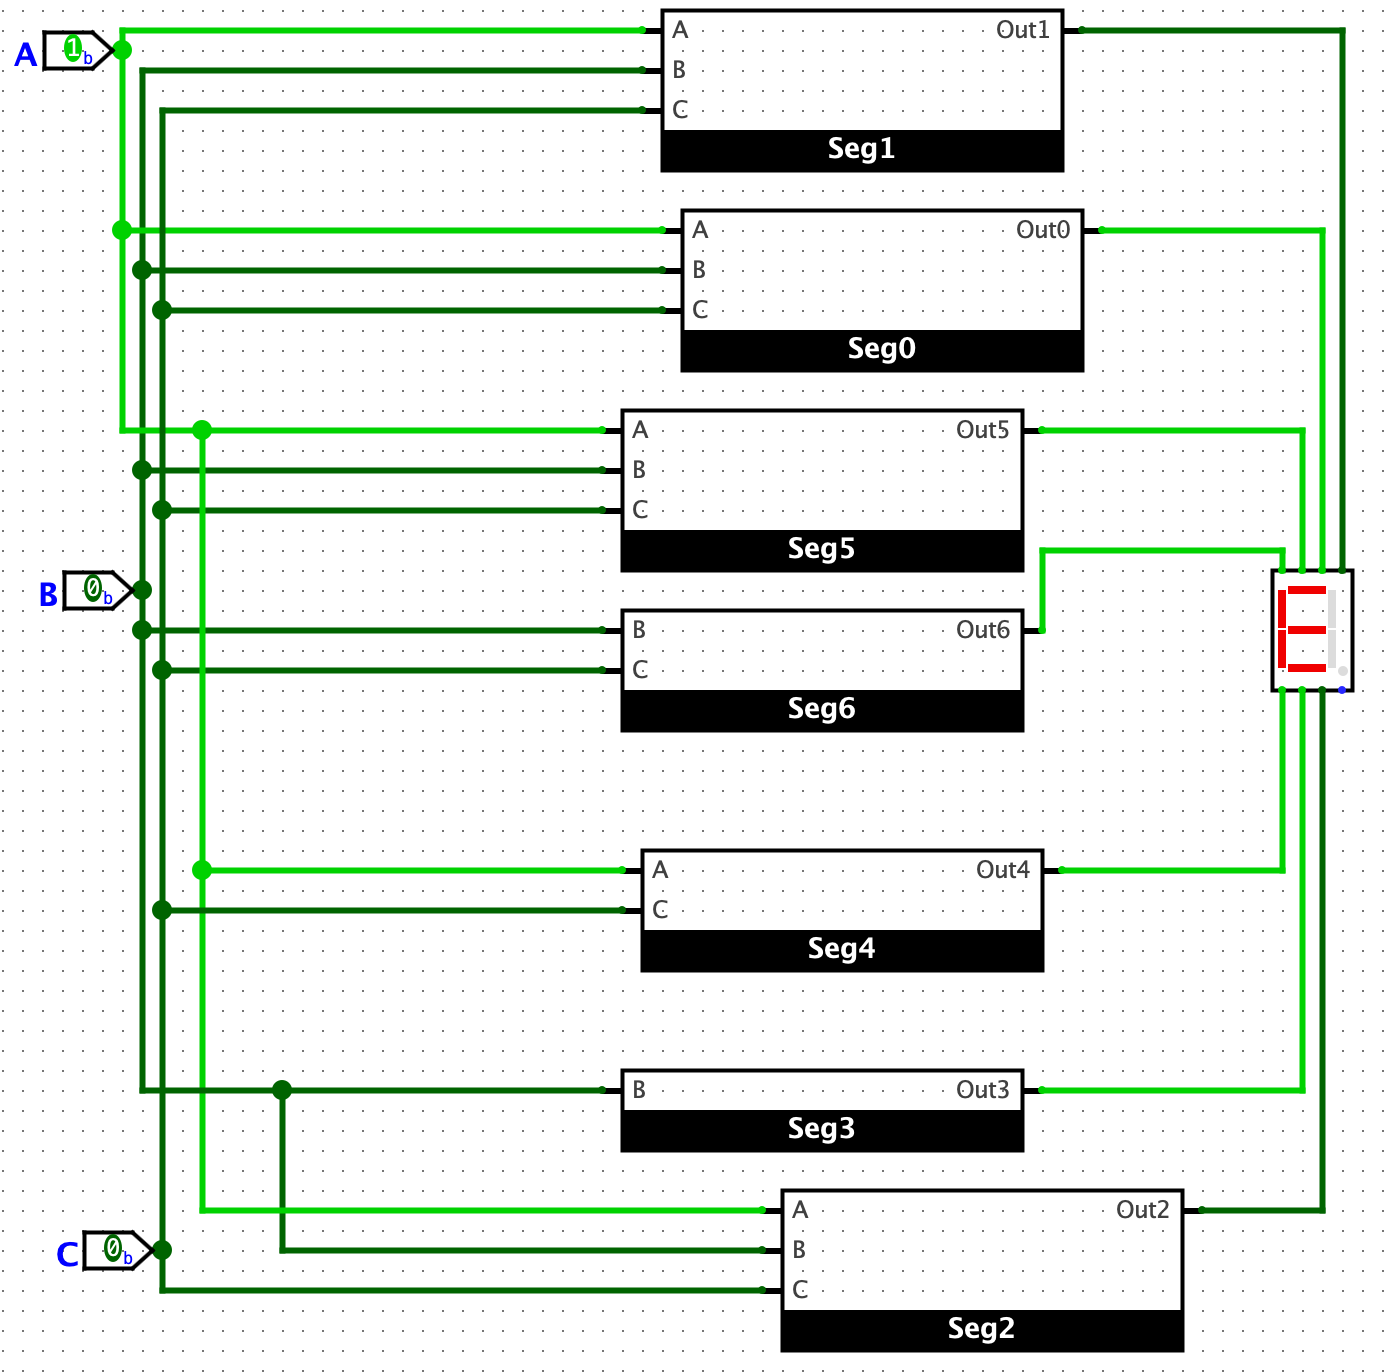 A 1b
A Out1
B
C
Seg1
A Out0
B
C
Seg0
A Out5
B
C
Seg5
B 0b
B Out6
C
Seg6
A Out4
C
Seg4
B Out3
Seg3
A Out2
B
C 0b
C
Seg2